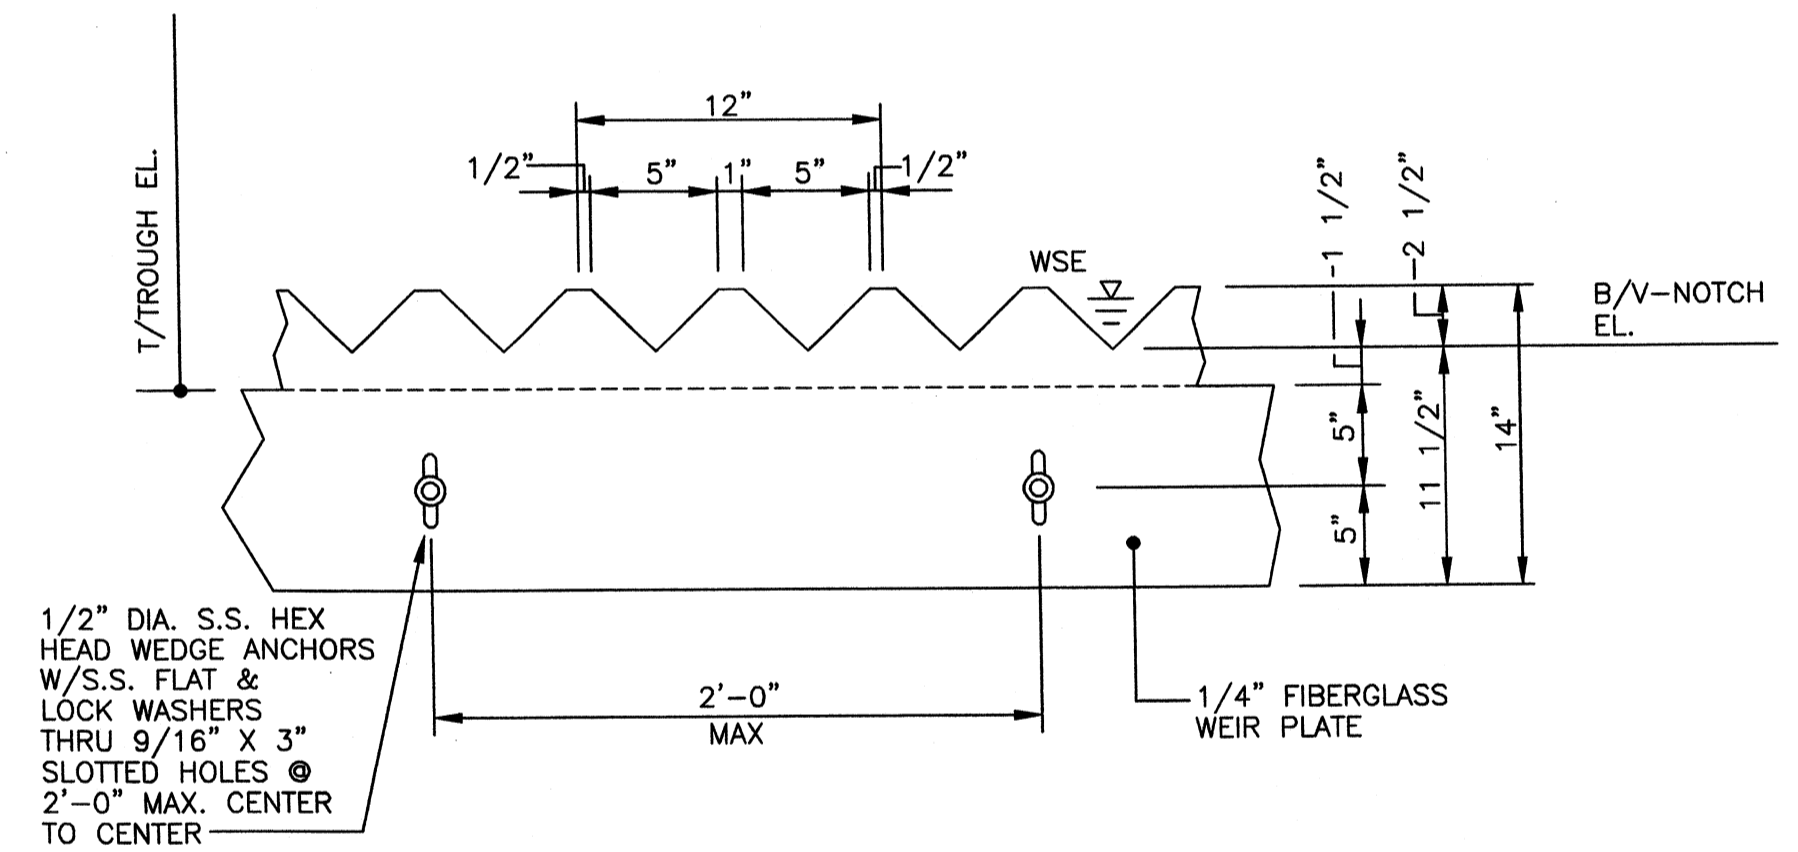 12"
1/2"
5"
1"
5"
1/2"
T/TROUGH EL.
WSE
1 1/2"
2 1/2"
B/V-NOTCH
EL.
5"
11 1/2"
14"
5"
1/2" DIA. S.S. HEX
HEAD WEDGE ANCHORS
W/S.S. FLAT &
LOCK WASHERS
THRU 9/16" X 3"
SLOTTED HOLES @
2'-0" MAX. CENTER
TO CENTER
2'-0"
MAX
1/4" FIBERGLASS
WEIR PLATE